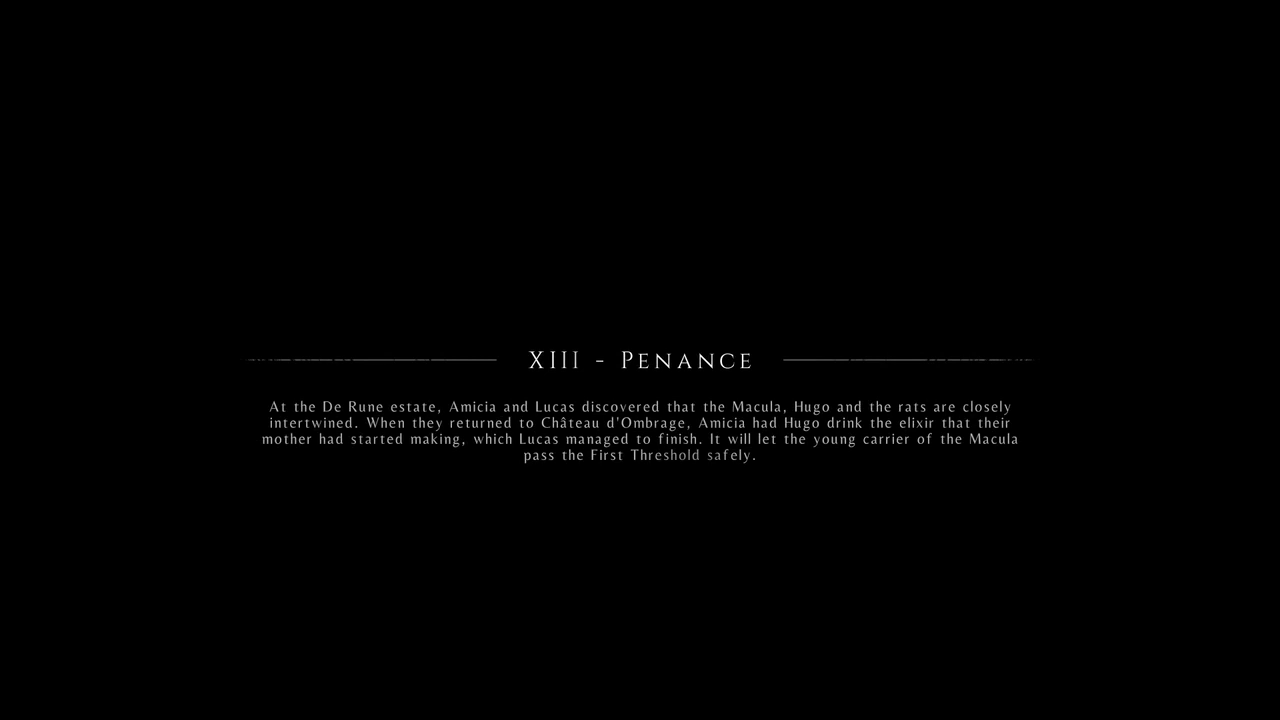 XIII - Penance
At the De Rune estate, Amicia and Lucas discovered that the Macula, Hugo and the rats are closely
intertwined. When they returned to Château d'Ombrage, Amicia had Hugo drink the elixir that their
mother had started making, which Lucas managed to finish. It will let the young carrier of the Macula
pass the First Threshold safely.